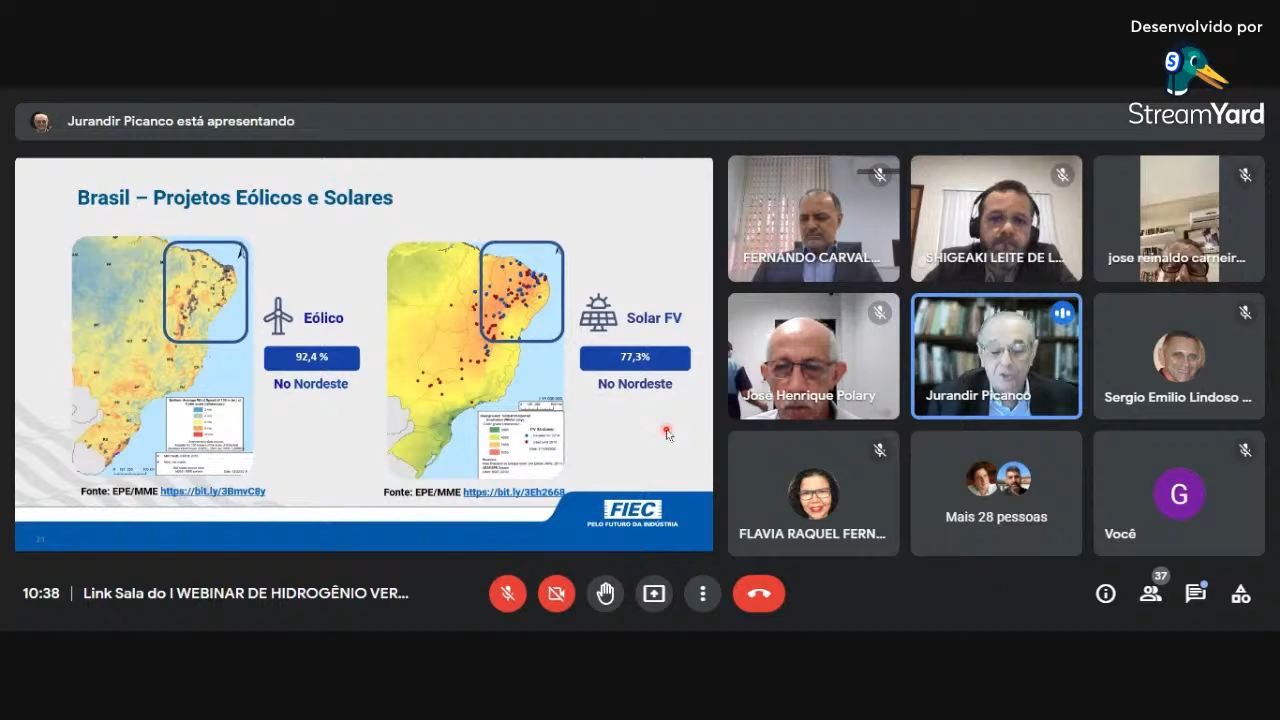 Desenvolvido por
StreamYard
Jurandir Picanco está apresentando
Brasil – Projetos Eólicos e Solares
Eólico
92,4 %
No Nordeste
Solar FV
77,3%
No Nordeste
Fonte: EPE/MME https://bit.ly/3BmvC8y
Fonte: EPE/MME https://bit.ly/3Eh2668
FIEC
PELO FUTURO DA INDÚSTRIA
FERNANDO CARVAL...
SHIGEAKI LEITE DE L...
jose reinaldo carneir...
José Henrique Polary
Jurandir Picanco
Sergio Emilio Lindoso ...
FLAVIA RAQUEL FERN...
Mais 28 pessoas
G
Você
10:38 | Link Sala do I WEBINAR DE HIDROGÊNIO VER...
37